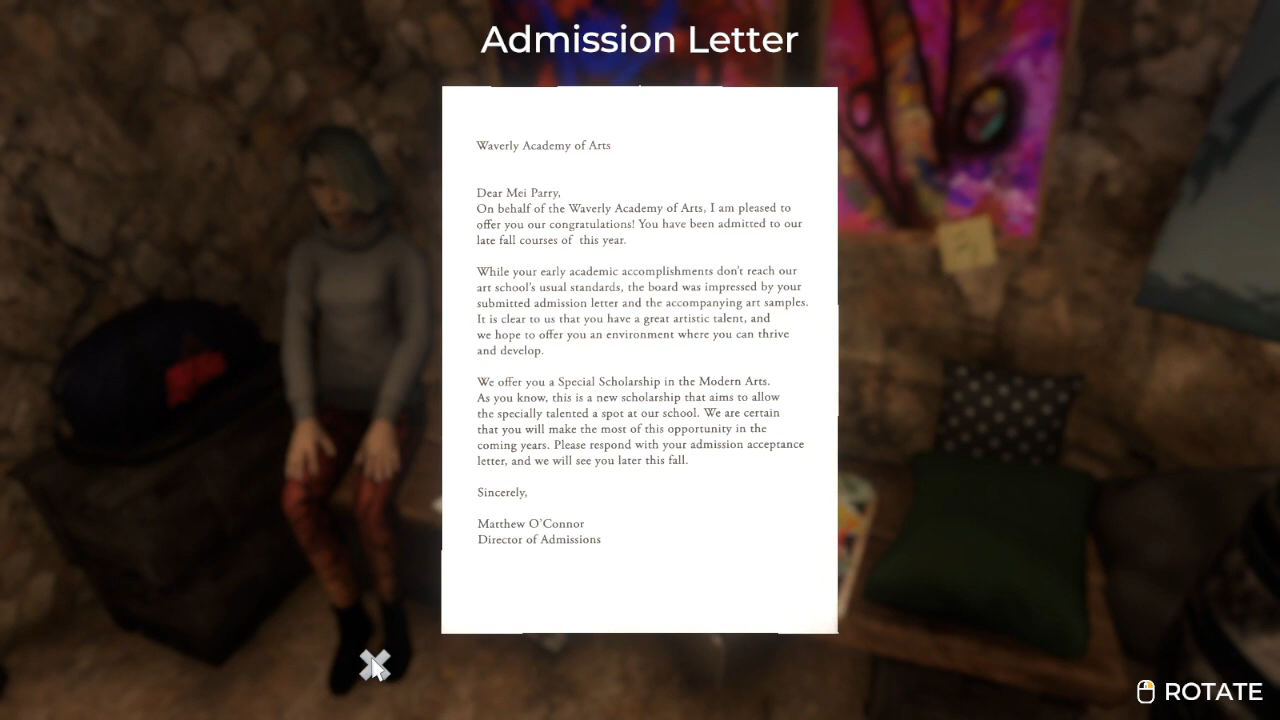 Admission Letter
Waverly Academy of Arts
Dear Mei Parry,
On behalf of the Waverly Academy of Arts, I am pleased to
offer you our congratulations! You have been admitted to our
late fall courses of this year.
While your early academic accomplishments don't reach our
art school's usual standards, the board was impressed by your
submitted admission letter and the accompanying art samples.
It is clear to us that you have a great artistic talent, and
we hope to offer you an environment where you can thrive
and develop.
We offer you a Special Scholarship in the Modern Arts.
As you know, this is a new scholarship that aims to allow
the specially talented a spot at our school. We are certain
that you will make the most of this opportunity in the
coming years. Please respond with your admission acceptance
letter, and we will see you later this fall.
Sincerely,
Matthew O'Connor
Director of Admissions
ROTATE